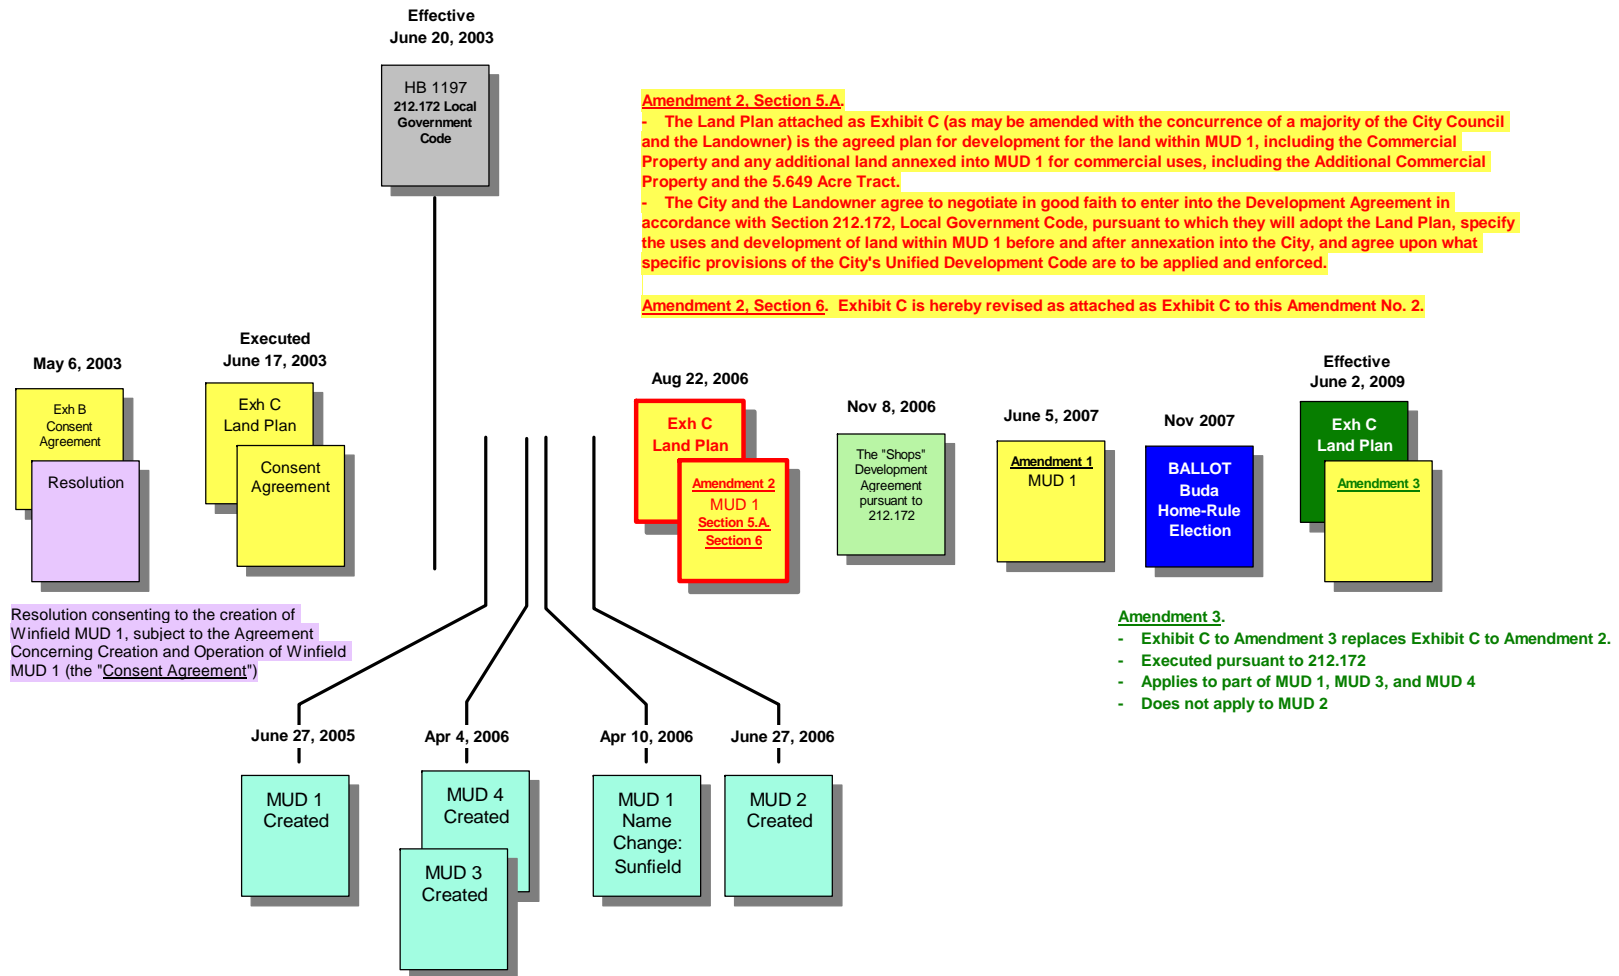 Effective
June 20, 2003
HB 1197
212.172 Local
Government
Code
Amendment 2, Section 5.A.
- The Land Plan attached as Exhibit C (as may be amended with the concurrence of a majority of the City Council
and the Landowner) is the agreed plan for development for the land within MUD 1, including the Commercial
Property and any additional land annexed into MUD 1 for commercial uses, including the Additional Commercial
Property and the 5.649 Acre Tract.
- The City and the Landowner agree to negotiate in good faith to enter into the Development Agreement in
accordance with Section 212.172, Local Government Code, pursuant to which they will adopt the Land Plan, specify
the uses and development of land within MUD 1 before and after annexation into the City, and agree upon what
specific provisions of the City's Unified Development Code are to be applied and enforced.
Amendment 2, Section 6. Exhibit C is hereby revised as attached as Exhibit C to this Amendment No. 2.
May 6, 2003
Exh B
Consent
Agreement
Resolution
Executed
June 17, 2003
Exh C
Land Plan
Consent
Agreement
Aug 22, 2006
Exh C
Land Plan
Amendment 2
MUD 1
Section 5.A.
Section 6
Nov 8, 2006
The "Shops"
Development
Agreement
pursuant to
212.172
June 5, 2007
Amendment 1
MUD 1
Nov 2007
BALLOT
Buda
Home-Rule
Election
Effective
June 2, 2009
Exh C
Land Plan
Amendment 3
Resolution consenting to the creation of
Winfield MUD 1, subject to the Agreement
Concerning Creation and Operation of Winfield
MUD 1 (the "Consent Agreement")
Amendment 3.
- Exhibit C to Amendment 3 replaces Exhibit C to Amendment 2.
- Executed pursuant to 212.172
- Applies to part of MUD 1, MUD 3, and MUD 4
- Does not apply to MUD 2
June 27, 2005
MUD 1
Created
Apr 4, 2006
MUD 4
Created
MUD 3
Created
Apr 10, 2006
MUD 1
Name
Change:
Sunfield
June 27, 2006
MUD 2
Created